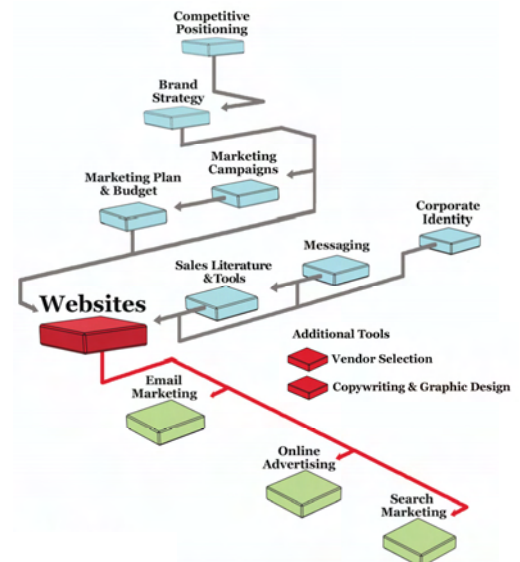 Competitive
Positioning
Brand
Strategy
Marketing
Campaigns
Marketing Plan
& Budget
Corporate
Identity
Messaging
Sales Literature
&Tools
Websites
Additional Tools
Vendor Selection
Copywriting & Graphic Design
Email
Marketing
Online
Advertising
Search
Marketing